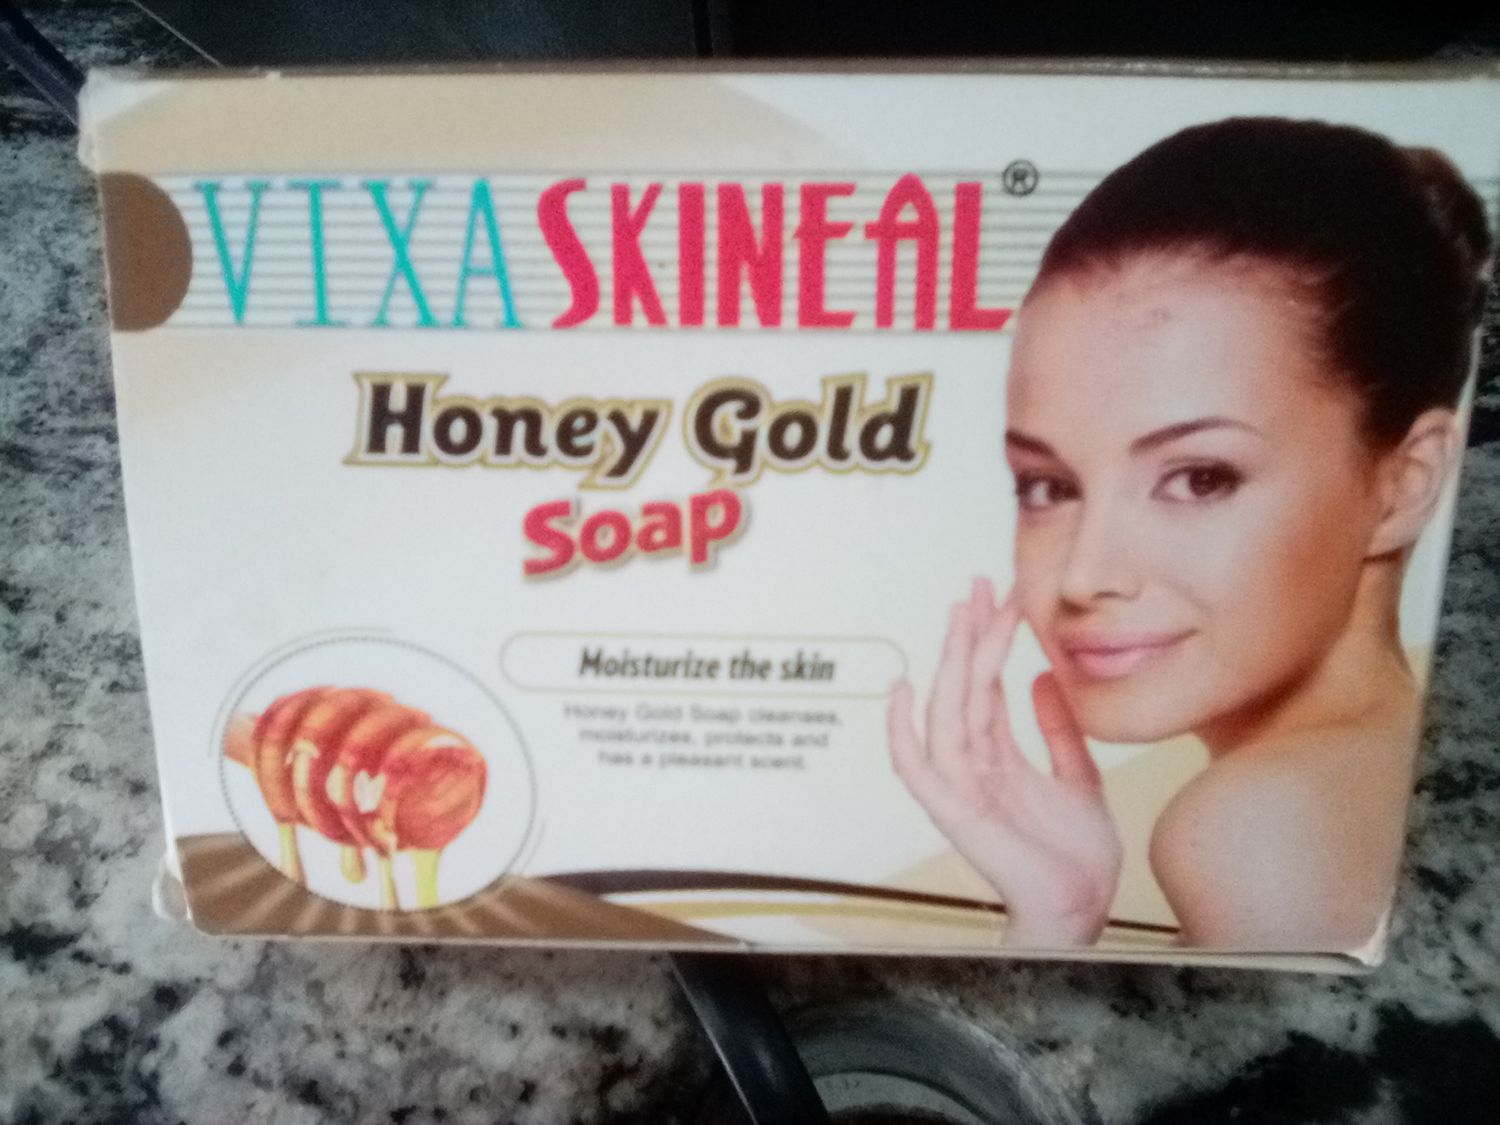 VIXA SKINEAL®
Honey Gold
Soap
Moisturize the skin
Honey Gold Soap cleanses,
moisturizes, protects and
has a pleasant scent.